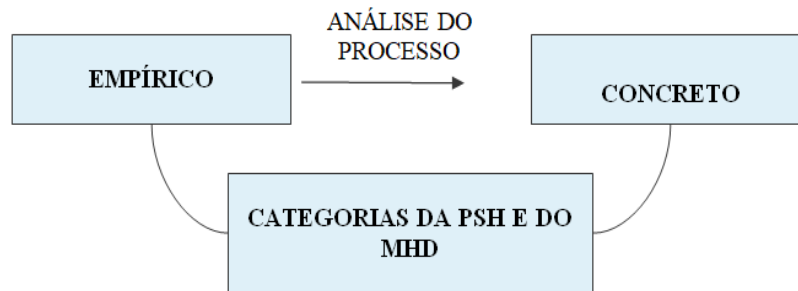 ANÁLISE DO
PROCESSO
EMPÍRICO
CONCRETO
CATEGORIAS DA PSH E DO
MHD